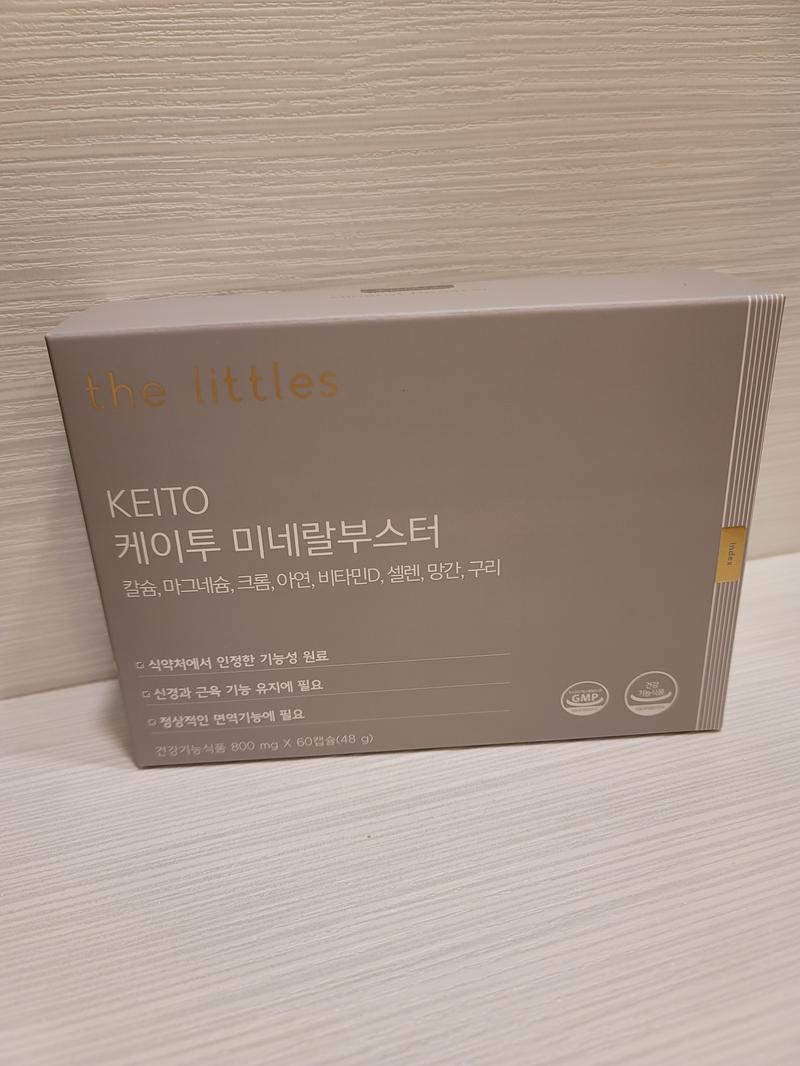 the littles
KEITO
케이투 미네랄부스터
칼슘, 마그네슘, 크롬, 아연, 비타민D, 셀렌, 망간, 구리
index
식약처에서 인정한 기능성 원료
신경과 근육 기능 유지에 필요
정상적인 면역기능에 필요
건강기능식품 800 mg X 60캡슐(48 g)
GMP
건강
기능식품